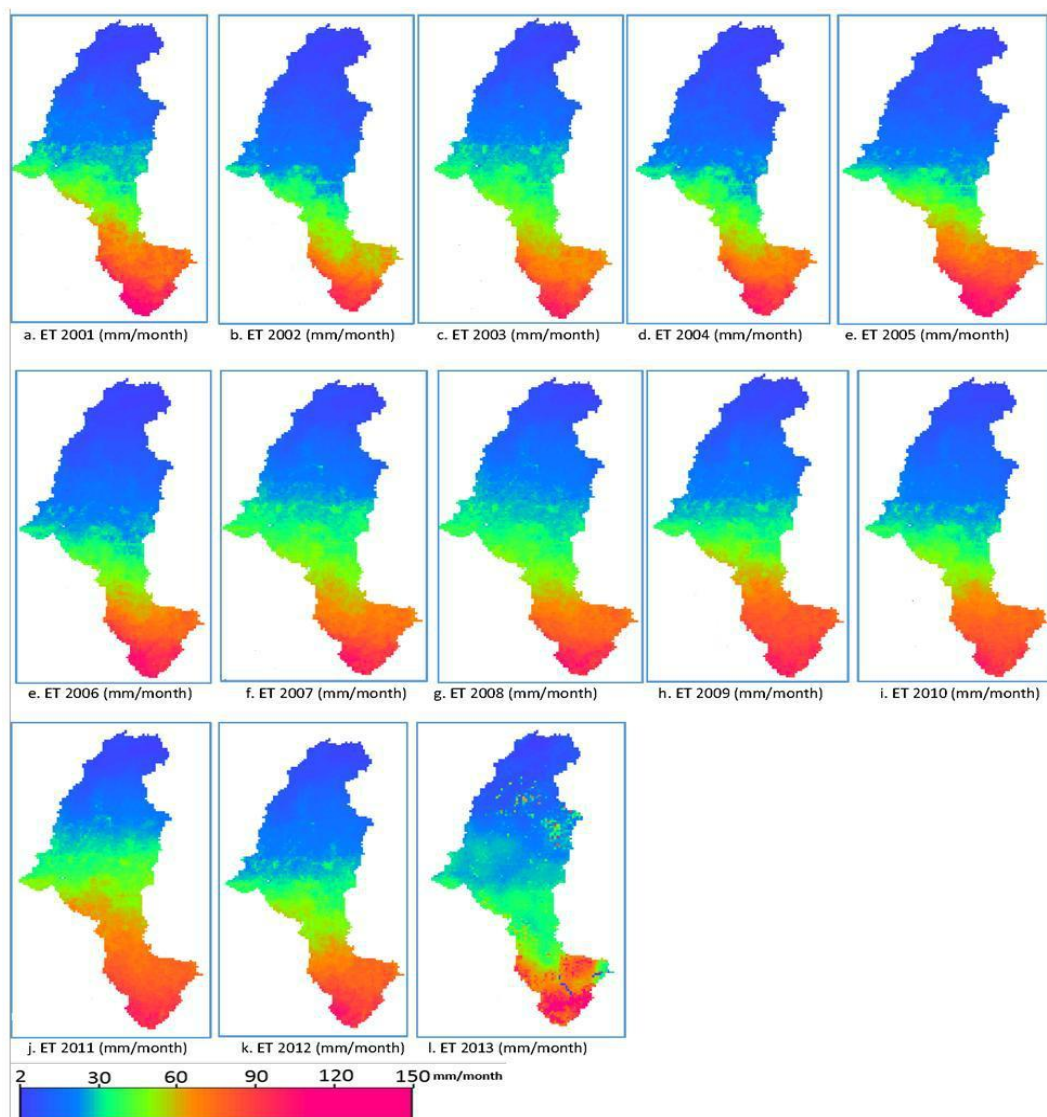 a. ET 2001 (mm/month) b. ET 2002 (mm/month) c. ET 2003 (mm/month) d. ET 2004 (mm/month) e. ET 2005 (mm/month)
e. ET 2006 (mm/month) f. ET 2007 (mm/month) g. ET 2008 (mm/month) h. ET 2009 (mm/month) i. ET 2010 (mm/month)
j. ET 2011 (mm/month) k. ET 2012 (mm/month) l. ET 2013 (mm/month)
2 30 60 90 120 150 mm/month